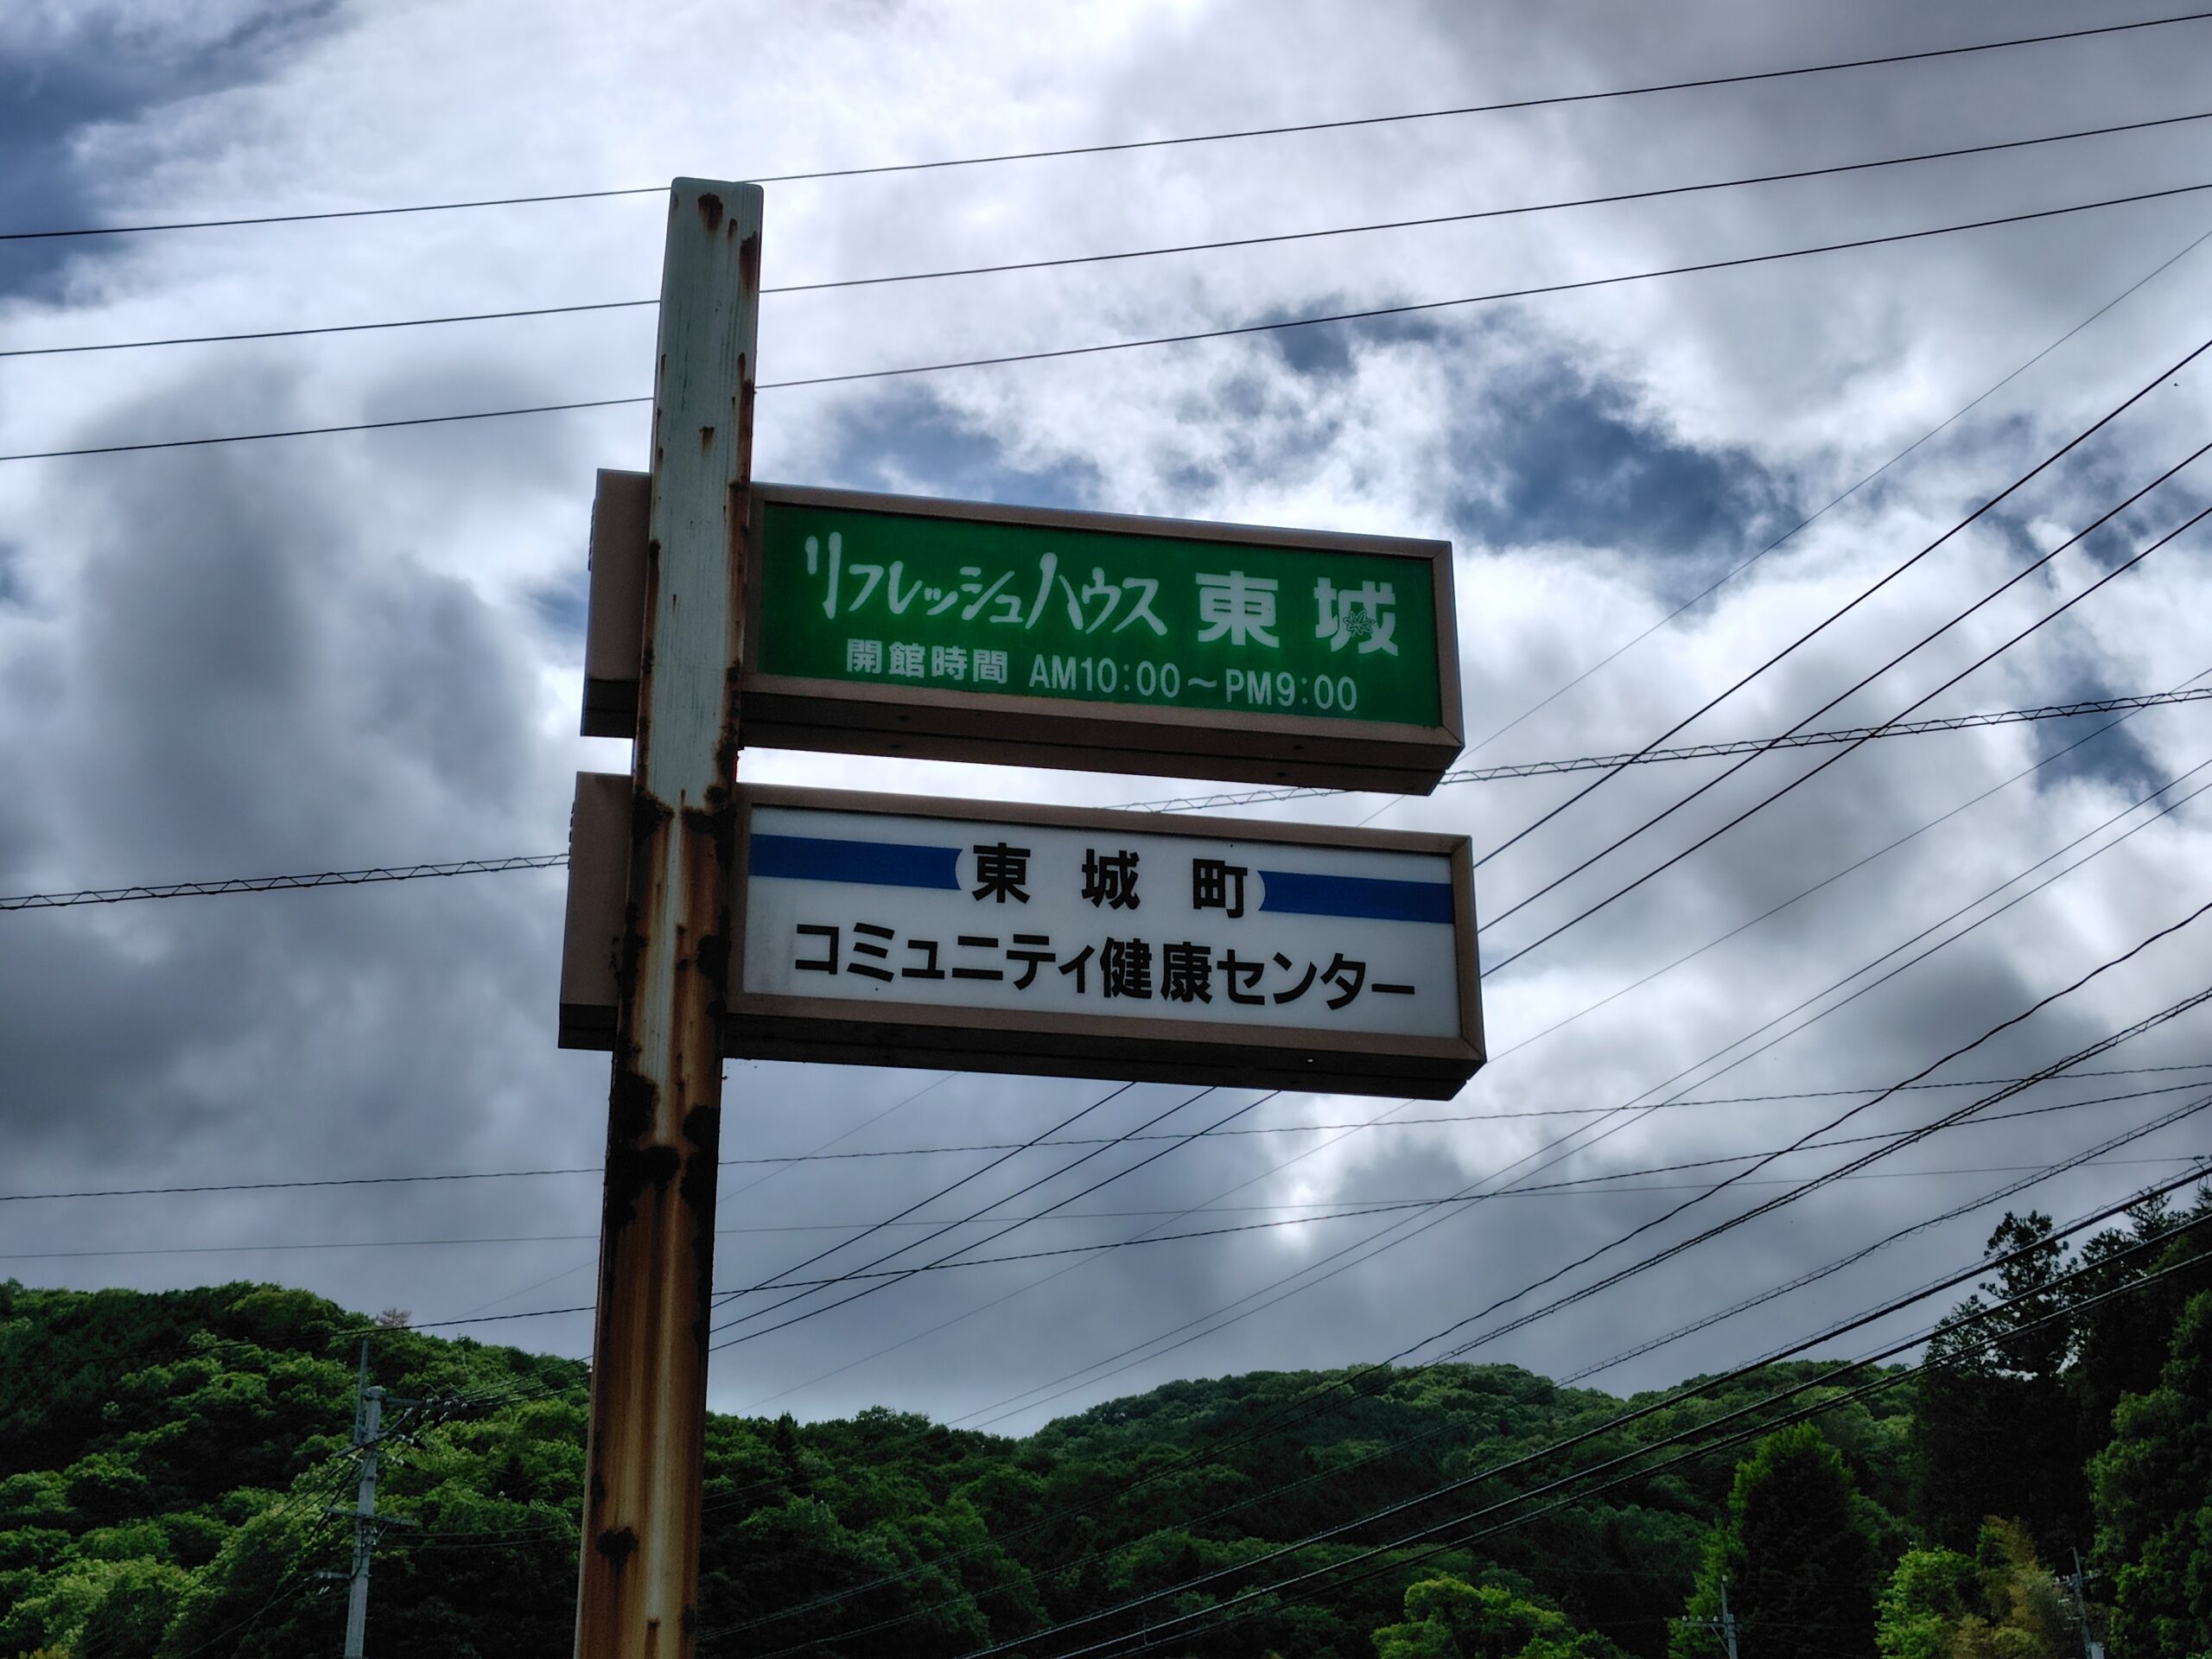 リフレッシュハウス 東城
開館時間 AM10:00～PM9:00
東城町
コミュニティ健康センター